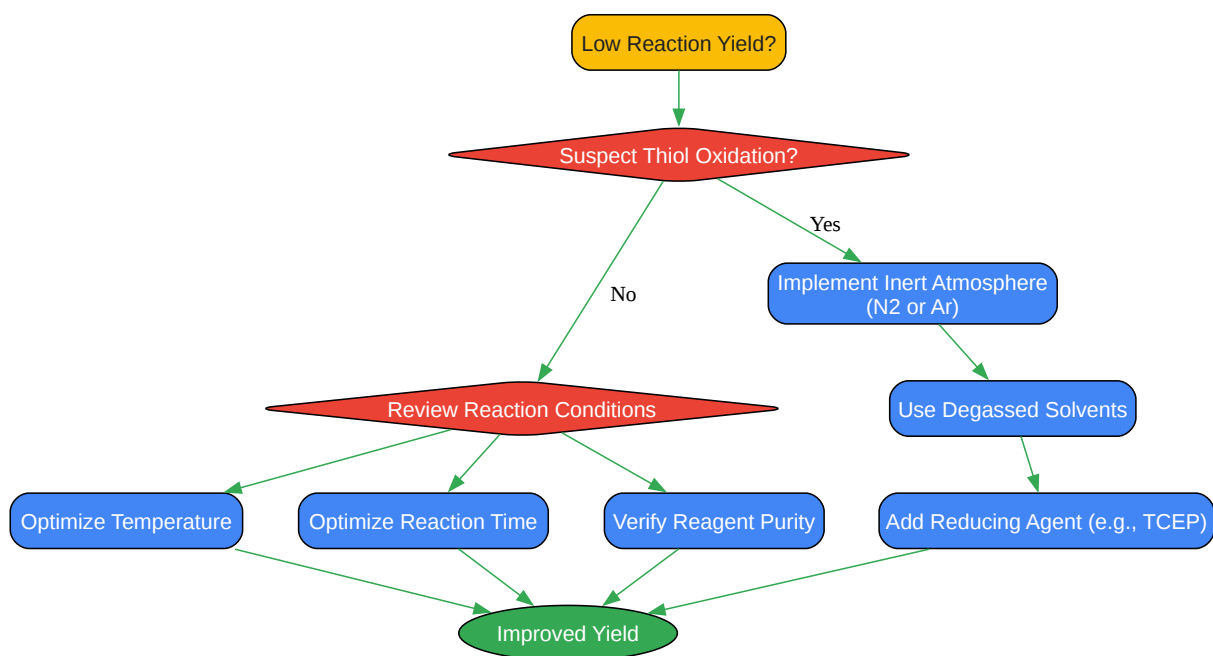 Low Reaction Yield?
Suspect Thiol Oxidation?
Yes
Implement Inert Atmosphere
(N2 or Ar)
No
Review Reaction Conditions
Use Degassed Solvents
Optimize Temperature
Optimize Reaction Time
Verify Reagent Purity
Add Reducing Agent (e.g., TCEP)
Improved Yield